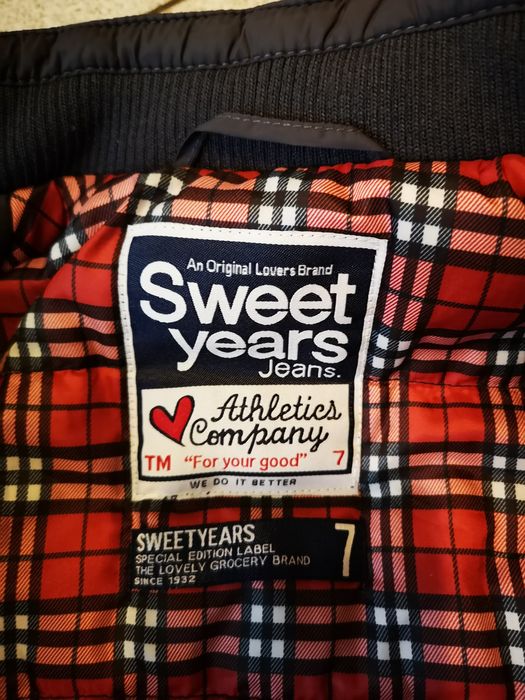 An Original Lovers Brand
Sweet
years
Jeans.
Athletics
Company
TM "For your good" 7
WE DO IT BETTER
SWEETYEARS
SPECIAL EDITION LABEL
THE LOVELY GROCERY BRAND
SINCE 1932
7